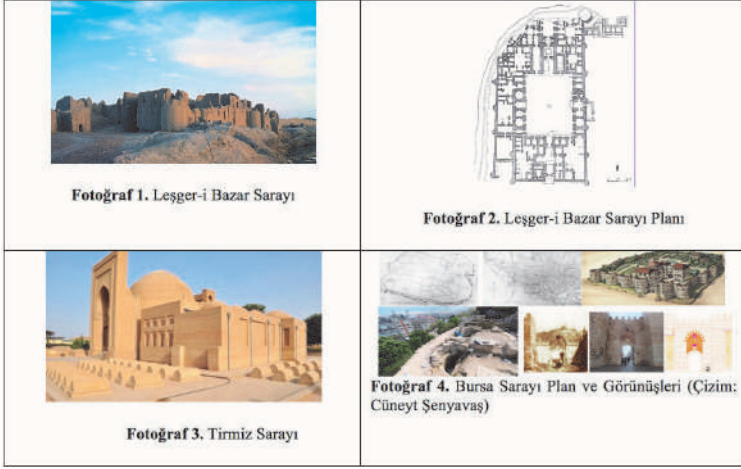 Fotoğraf 1. Leşger-i Bazar Sarayı
Fotoğraf 2. Leşger-i Bazar Sarayı Planı
Fotoğraf 3. Tirmiz Sarayı
Fotoğraf 4. Bursa Sarayı Plan ve Görünüşleri (Çizim:
Cüneyt Şenyavaş)